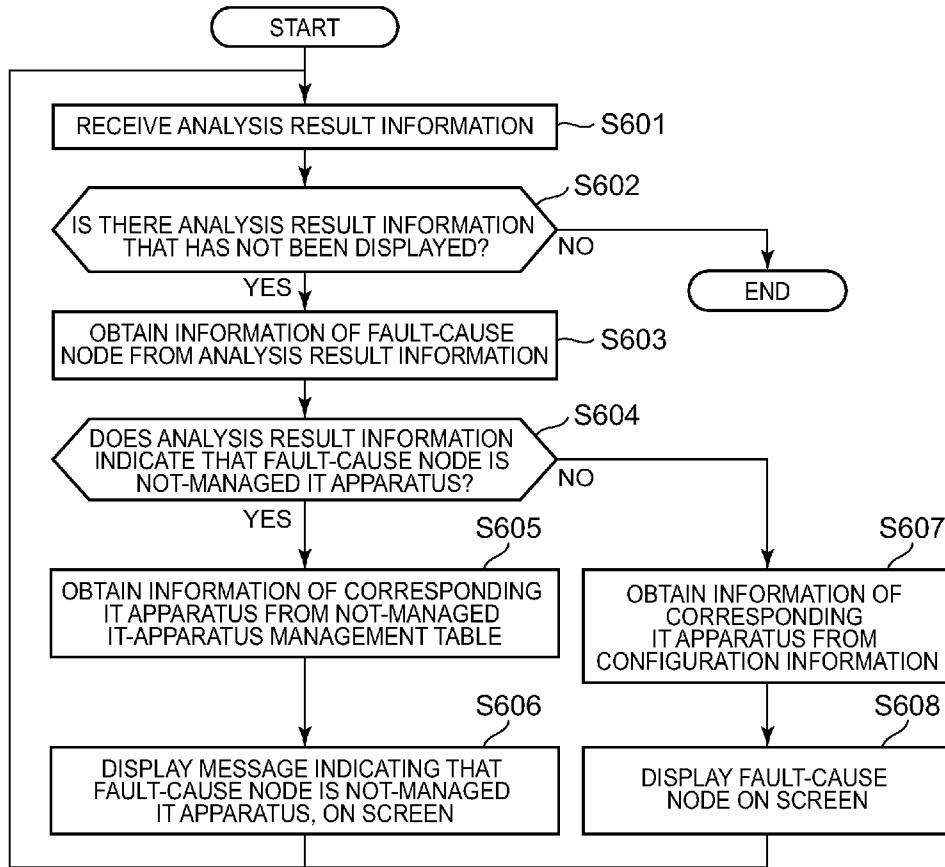 START
RECEIVE ANALYSIS RESULT INFORMATION
S601
S602
IS THERE ANALYSIS RESULT INFORMATION
THAT HAS NOT BEEN DISPLAYED?
NO
YES
END
OBTAIN INFORMATION OF FAULT-CAUSE
NODE FROM ANALYSIS RESULT INFORMATION
S603
S604
DOES ANALYSIS RESULT INFORMATION
INDICATE THAT FAULT-CAUSE NODE IS
NOT-MANAGED IT APPARATUS?
NO
YES
S605
OBTAIN INFORMATION OF CORRESPONDING
IT APPARATUS FROM NOT-MANAGED
IT-APPARATUS MANAGEMENT TABLE
S607
OBTAIN INFORMATION OF
CORRESPONDING
IT APPARATUS FROM
CONFIGURATION INFORMATION
S606
DISPLAY MESSAGE INDICATING THAT
FAULT-CAUSE NODE IS NOT-MANAGED
IT APPARATUS, ON SCREEN
S608
DISPLAY FAULT-CAUSE
NODE ON SCREEN